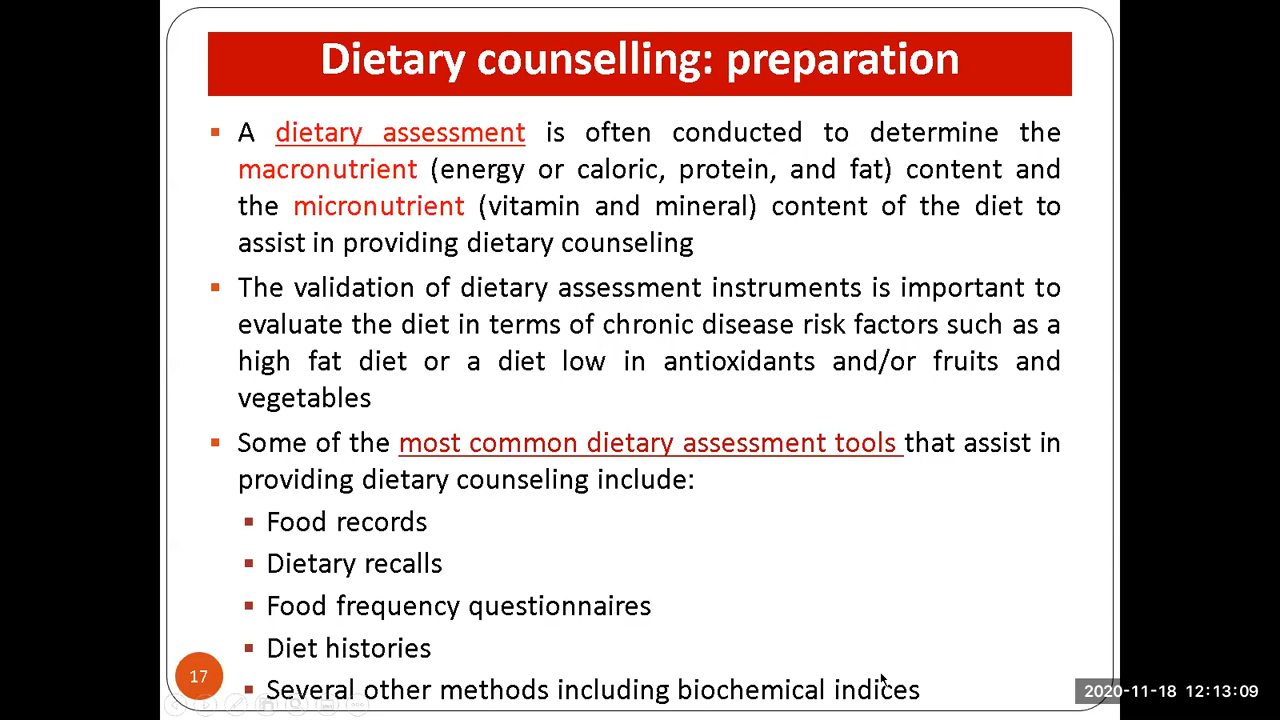 Dietary counselling: preparation
▪ A dietary assessment is often conducted to determine the
macronutrient (energy or caloric, protein, and fat) content and
the micronutrient (vitamin and mineral) content of the diet to
assist in providing dietary counseling
▪ The validation of dietary assessment instruments is important to
evaluate the diet in terms of chronic disease risk factors such as a
high fat diet or a diet low in antioxidants and/or fruits and
vegetables
▪ Some of the most common dietary assessment tools that assist in
providing dietary counseling include:
▪ Food records
▪ Dietary recalls
▪ Food frequency questionnaires
▪ Diet histories
▪ Several other methods including biochemical indices
17
2020-11-18 12:13:09